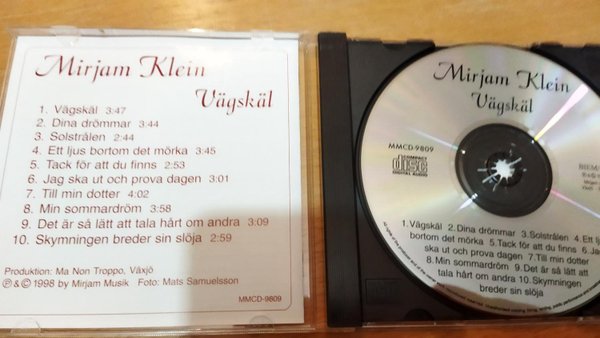 Mirjam Klein
Vägskäl
1. Vägskäl 3:47
2. Dina drömmar 3:44
3. Solstrålen 2:44
4. Ett ljus bortom det mörka 3:45
5. Tack för att du finns 2:53
6. Jag ska ut och prova dagen 3:01
7. Till min dotter 4:02
8. Min sommardröm 3:58
9. Det är så lätt att tala hårt om andra 3:09
10. Skymningen breder sin slöja 2:59
Produktion: Ma Non Troppo, Växjö
℗ & © 1998 by Mirjam Musik Foto: Mats Samuelsson
MMCD-9809
Mirjam Klein
Vägskäl
MMCD-9809
COMPACT
disc
DIGITAL AUDIO
1.Vägskäl 2.Dina drömmar 3.Solstrålen 4.Ett
bortom det mörka 5.Tack för att du finns 6.
ut och prova dagen 7.Till min
8.Min sommardröm 9.Det är så lätt att
tala hårt om andra 10.Skymningen
breder sin slöja